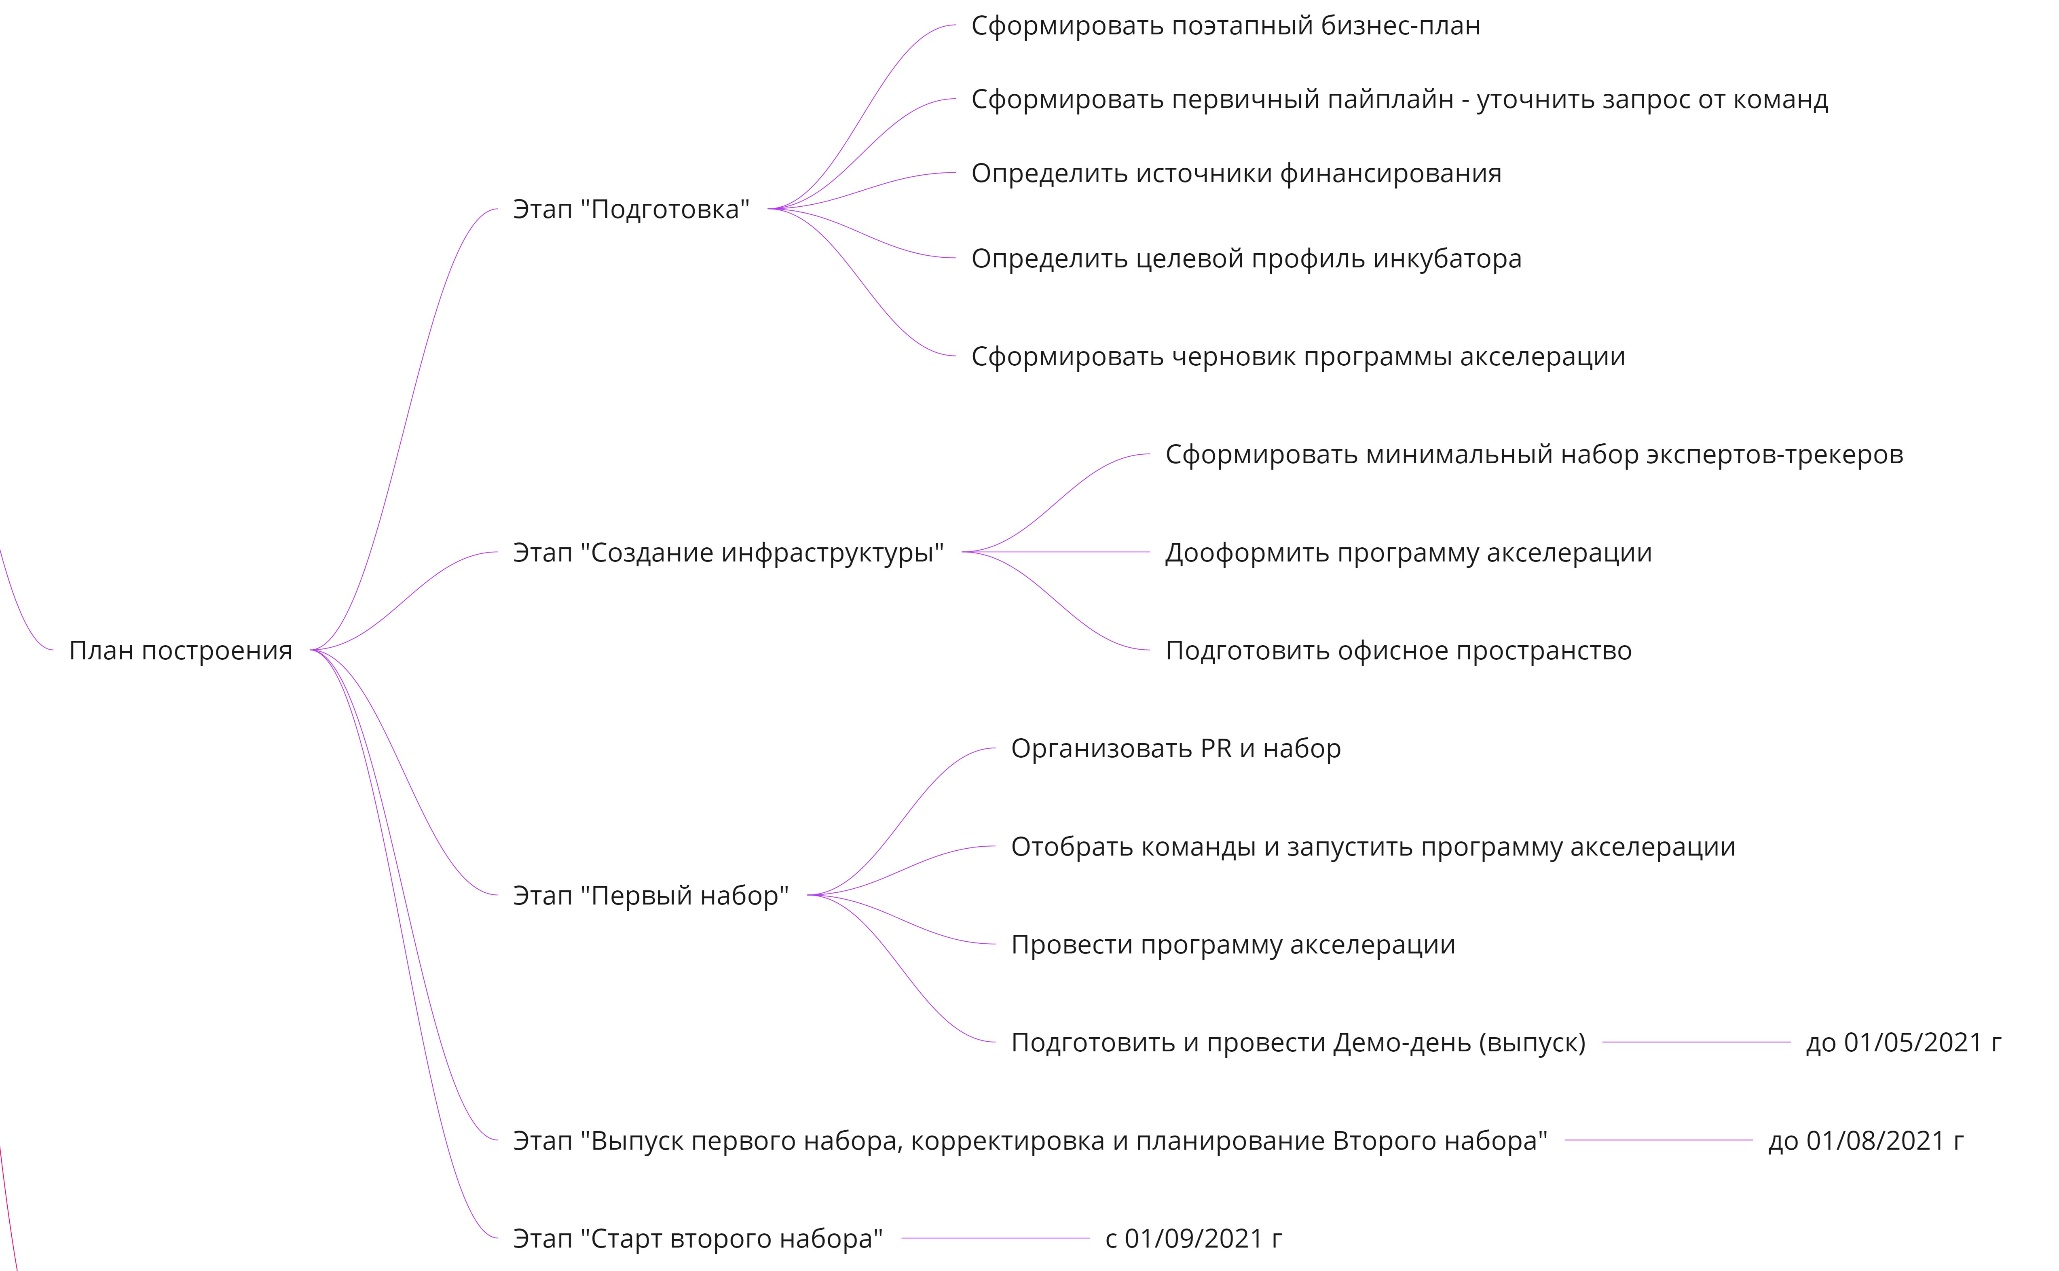 План построения
Этап "Подготовка"
Сформировать поэтапный бизнес-план
Сформировать первичный пайплайн - уточнить запрос от команд
Определить источники финансирования
Определить целевой профиль инкубатора
Сформировать черновик программы акселерации
Этап "Создание инфраструктуры"
Сформировать минимальный набор экспертов-трекеров
Дооформить программу акселерации
Подготовить офисное пространство
Этап "Первый набор"
Организовать PR и набор
Отобрать команды и запустить программу акселерации
Провести программу акселерации
Подготовить и провести Демо-день (выпуск)
до 01/05/2021 г
Этап "Выпуск первого набора, корректировка и планирование Второго набора"
до 01/08/2021 г
Этап "Старт второго набора"
с 01/09/2021 г